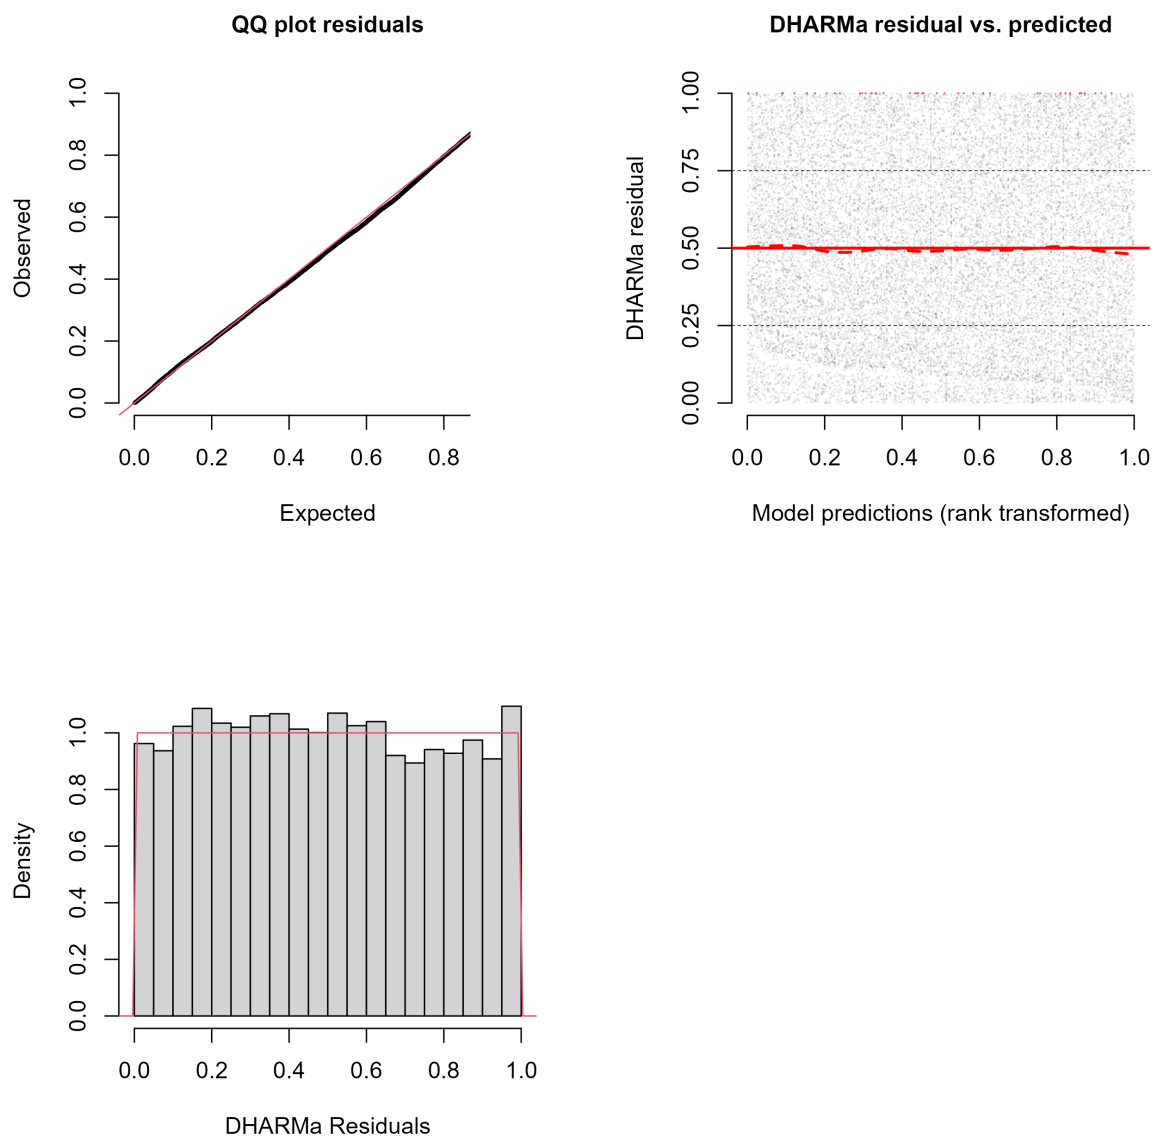 QQ plot residuals
Observed
1.0
0.8
0.6
0.4
0.2
0.0
0.0 0.2 0.4 0.6 0.8
Expected
DHARMa residual vs. predicted
DHARMa residual
1.00
0.75
0.50
0.25
0.00
0.0 0.2 0.4 0.6 0.8 1.0
Model predictions (rank transformed)
Density
1.0
0.8
0.6
0.4
0.2
0.0
0.0 0.2 0.4 0.6 0.8 1.0
DHARMa Residuals